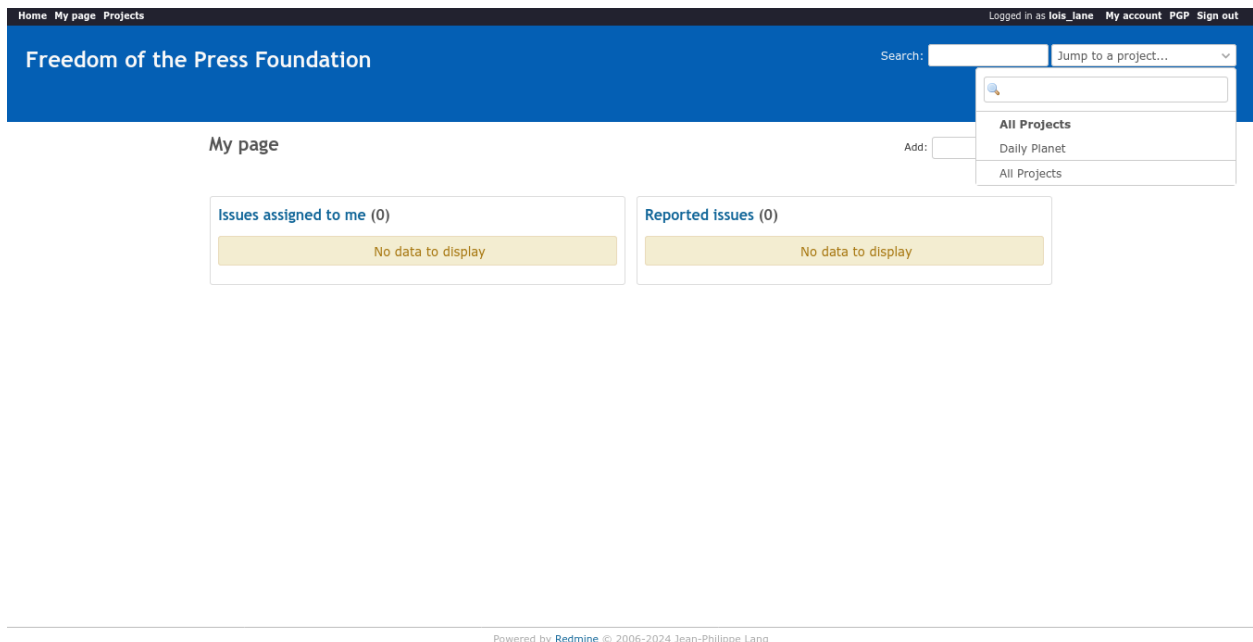 Home My page Projects
Logged in as lois_lane My account PGP Sign out
Freedom of the Press Foundation
Search:
Jump to a project...
All Projects
Daily Planet
All Projects
My page
Add:
Issues assigned to me (0)
Reported issues (0)
No data to display
No data to display
Powered by Redmine © 2006-2024 Jean-Philippe Lang